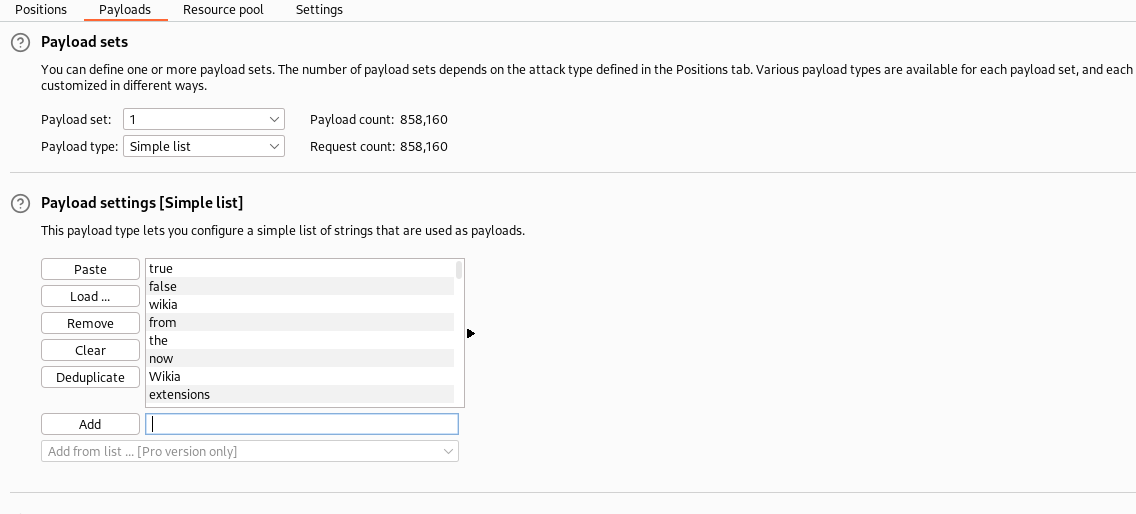 Positions Payloads Resource pool Settings
Payload sets
You can define one or more payload sets. The number of payload sets depends on the attack type defined in the Positions tab. Various payload types are available for each payload set, and each
customized in different ways.
Payload set: 1 Payload count: 858,160
Payload type: Simple list Request count: 858,160
Payload settings [Simple list]
This payload type lets you configure a simple list of strings that are used as payloads.
Paste
Load ...
Remove
Clear
Deduplicate
true
false
wikia
from
the
now
Wikia
extensions
Add
Add from list ... [Pro version only]